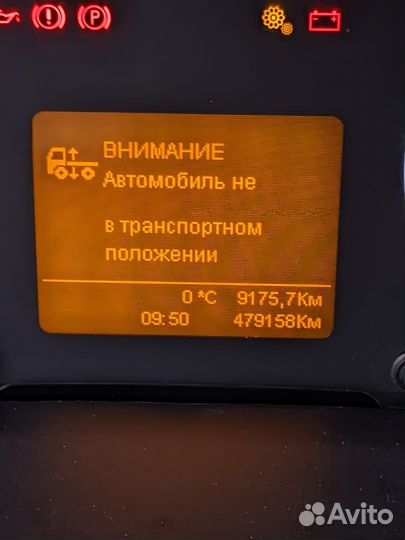 ВНИМАНИЕ
Автомобиль не
в транспортном
положении
0 °C 9175,7Км
09:50 479158Км
Avito